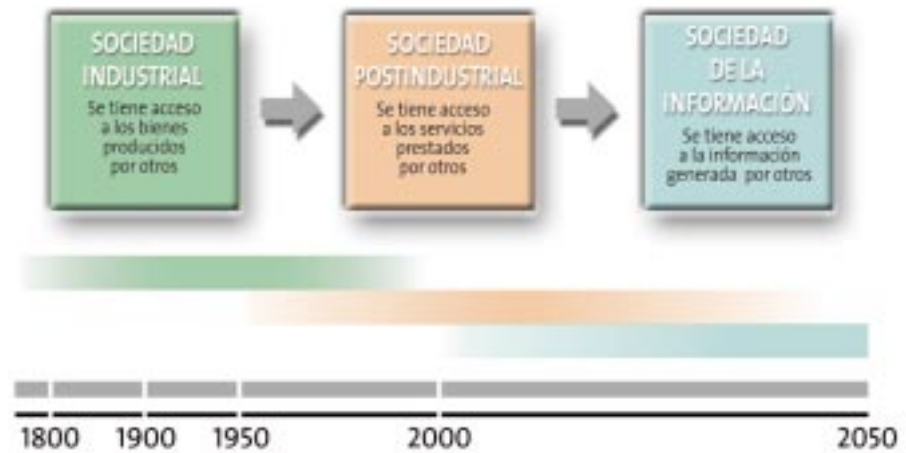 SOCIEDAD
INDUSTRIAL
Se tiene acceso
a los bienes
producidos
por otros
SOCIEDAD
POSTINDUSTRIAL
Se tiene acceso
a los servicios
prestados
por otros
SOCIEDAD
DE LA
INFORMACIÓN
Se tiene acceso
a la información
generada por otros
1800 1900 1950 2000 2050